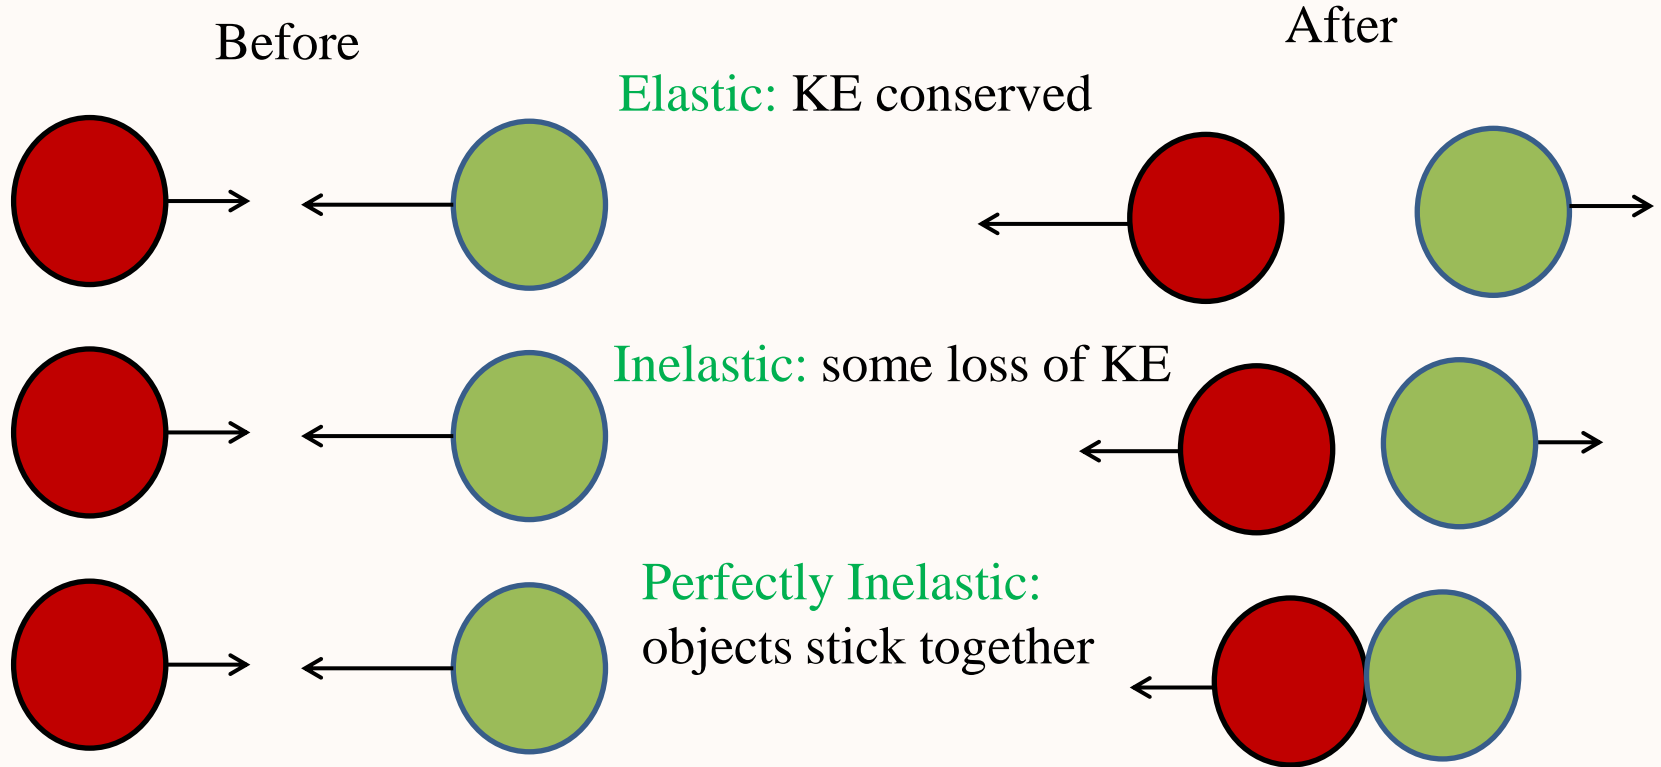 Before
After
Elastic: KE conserved
Inelastic: some loss of KE
Perfectly Inelastic:
objects stick together